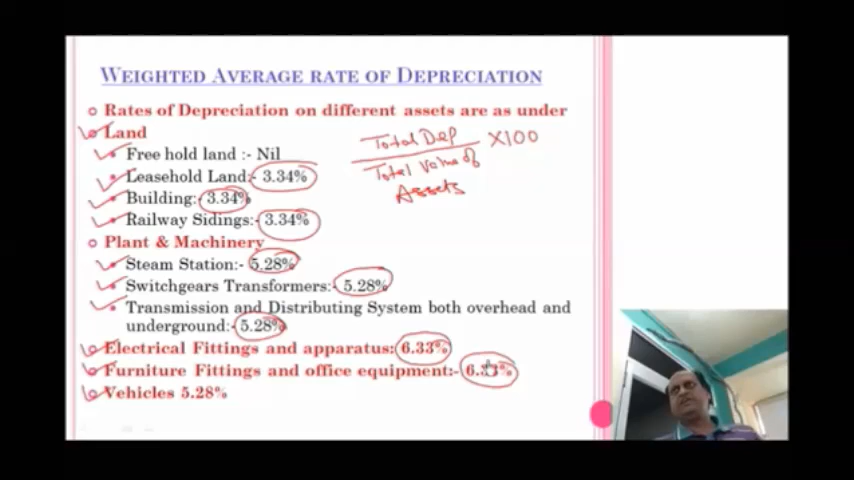 WEIGHTED AVERAGE RATE OF DEPRECIATION
Rates of Depreciation on different assets are as under
Land
Free hold land :- Nil
Leasehold Land:- 3.34%
Building:- 3.34%
Railway Sidings:- 3.34%
Plant & Machinery
Steam Station:- 5.28%
Switchgears Transformers:- 5.28%
Transmission and Distributing System both overhead and
underground:- 5.28%
Electrical Fittings and apparatus: 6.33%
Furniture Fittings and office equipment:- 6.33%
Vehicles 5.28%
Total Dep X100
Total Value of
Assets